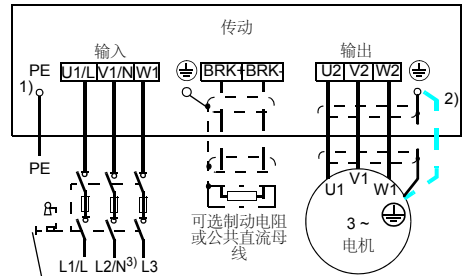 传动
输入
输出
PE
U1/L V1/N W1
BRK+ BRK-
U2 V2 W2
1)
2)
PE
U1
V1
W1
可选制动电阻
或公共直流母
线
3 ~
电机
L1/L L2/N3) L3